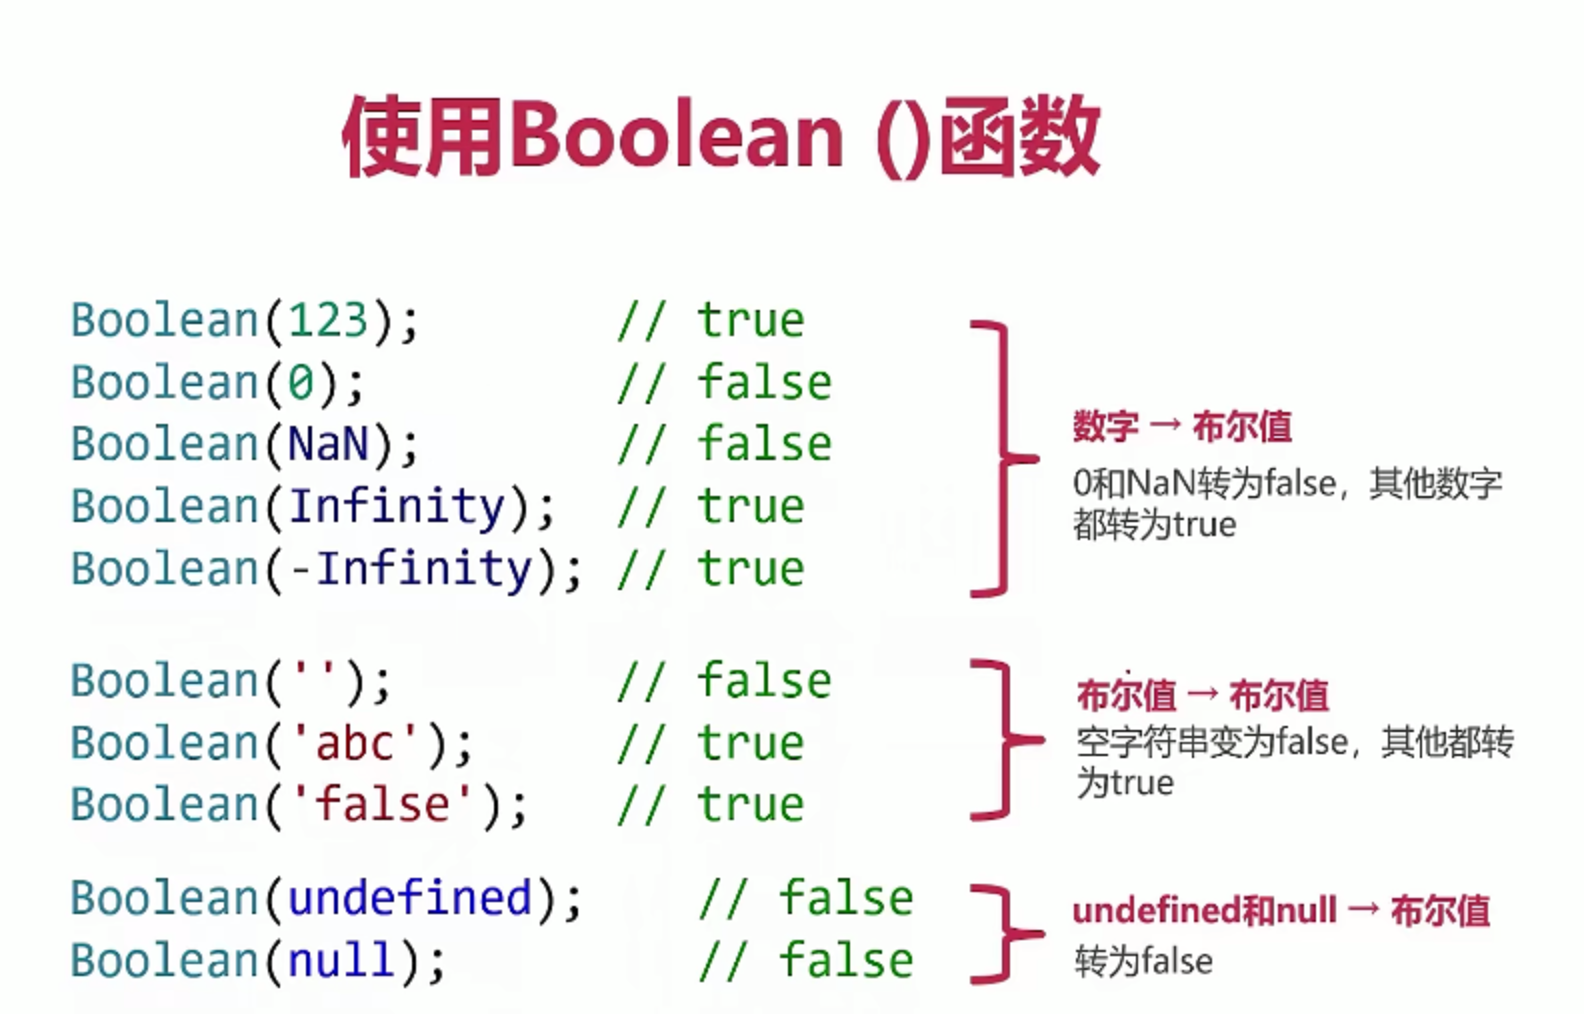 使用Boolean ()函数
Boolean(123); // true
Boolean(0); // false
Boolean(NaN); // false
Boolean(Infinity); // true
Boolean(-Infinity); // true
数字 → 布尔值
0和NaN转为false，其他数字
都转为true
Boolean(''); // false
Boolean('abc'); // true
Boolean('false'); // true
布尔值 → 布尔值
空字符串变为false，其他都转
为true
Boolean(undefined); // false
Boolean(null); // false
undefined和null → 布尔值
转为false